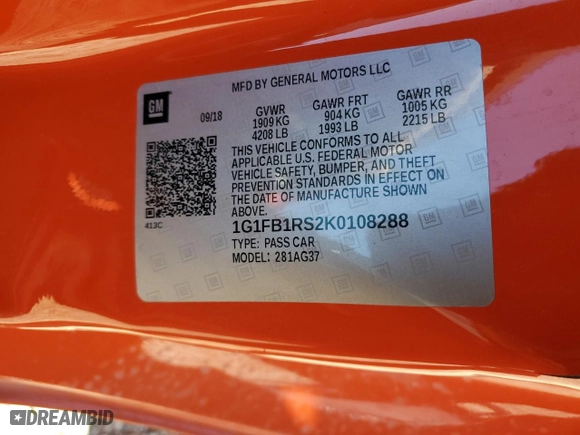 GM
MFD BY GENERAL MOTORS LLC
09/18
GVWR GAWR FRT GAWR RR
1909 KG 904 KG 1005 KG
4208 LB 1993 LB 2215 LB
THIS VEHICLE CONFORMS TO ALL
APPLICABLE U.S. FEDERAL MOTOR
VEHICLE SAFETY, BUMPER, AND THEFT
PREVENTION STANDARDS IN EFFECT ON
THE DATE OF MANUFACTURE SHOWN
ABOVE.
413C
1G1FB1RS2K0108288
TYPE: PASS CAR
MODEL: 281AG37
DREAMBID